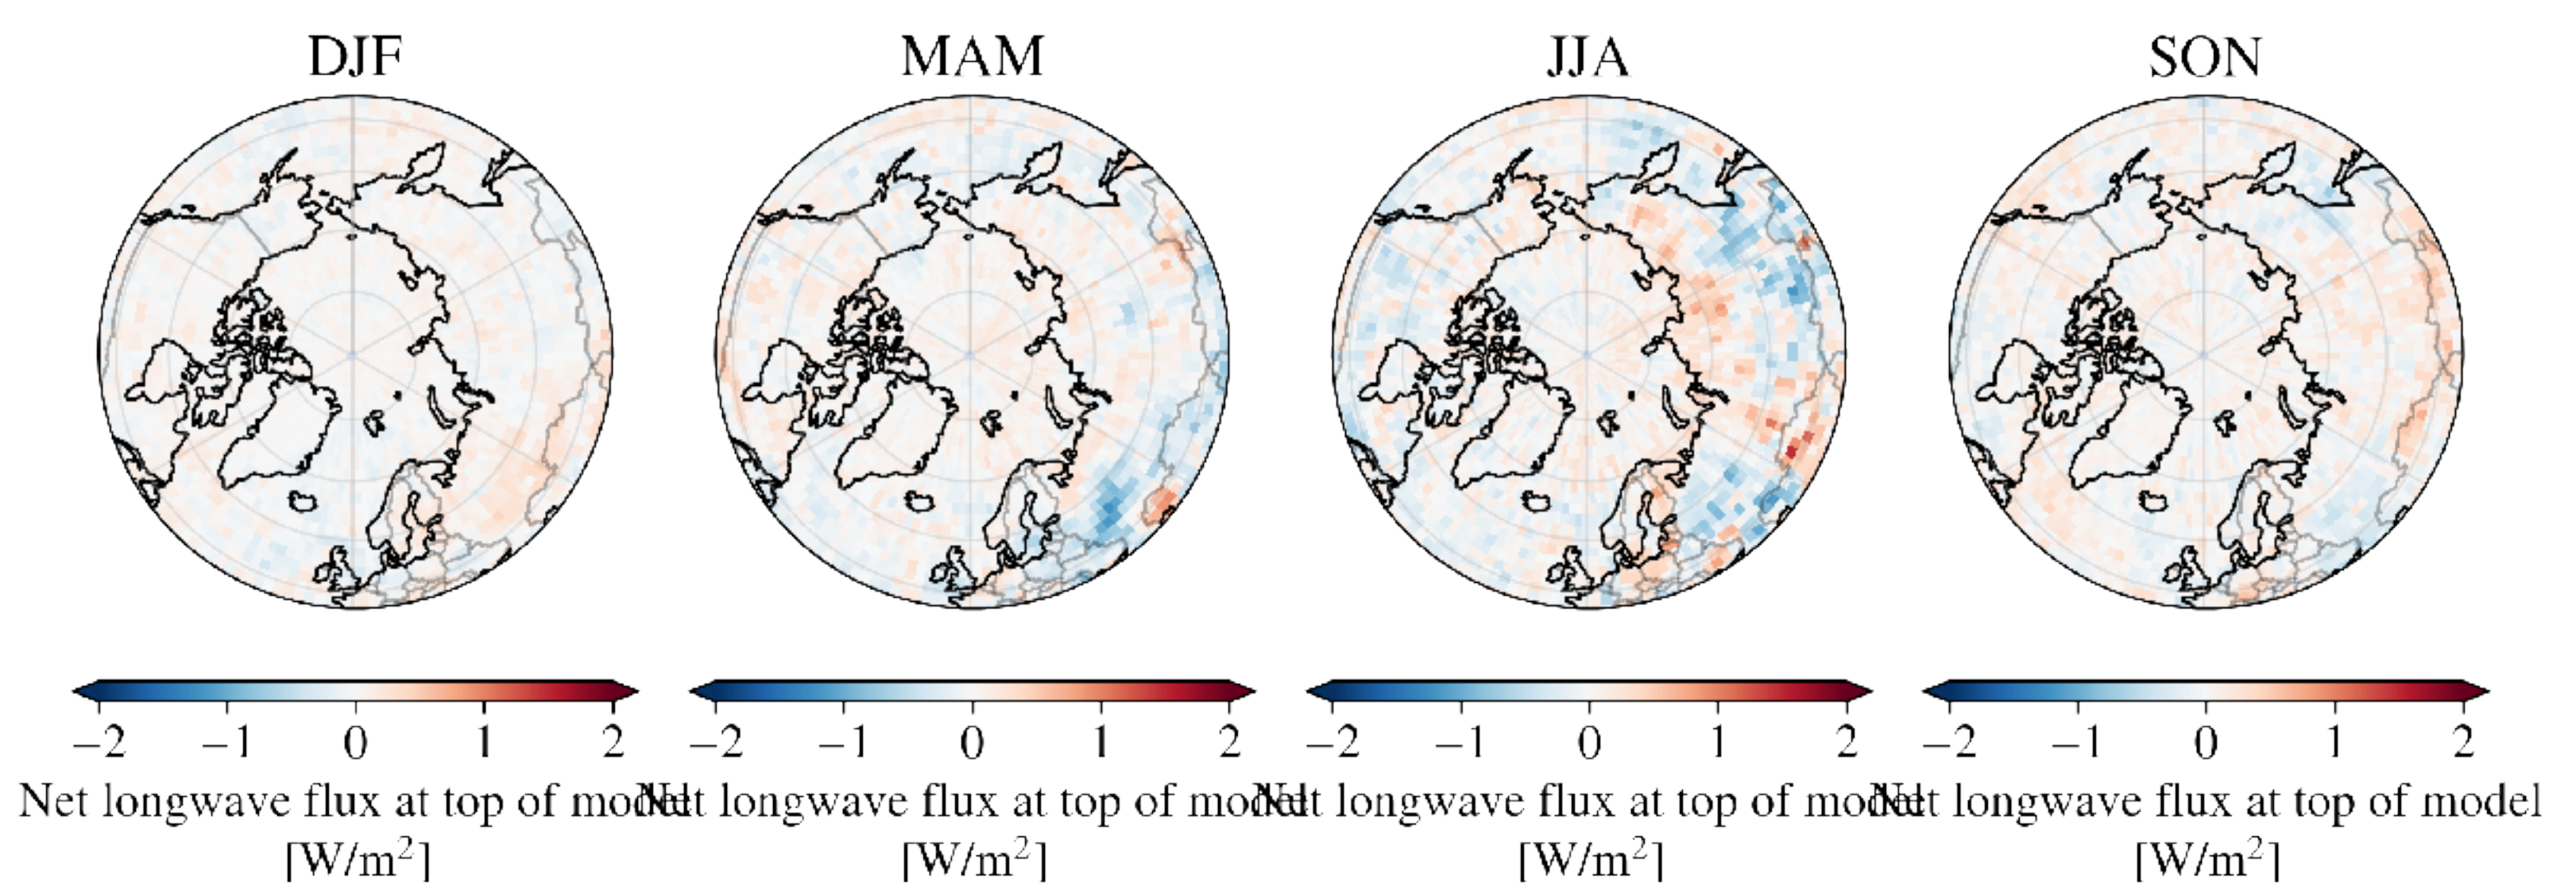 DJF MAM JJA SON
−2 −1 0 1 2 −2 −1 0 1 2 −2 −1 0 1 2 −2 −1 0 1 2
Net longwave flux at top of model Net longwave flux at top of model Net longwave flux at top of model Net longwave flux at top of model
[W/m²] [W/m²] [W/m²] [W/m²]